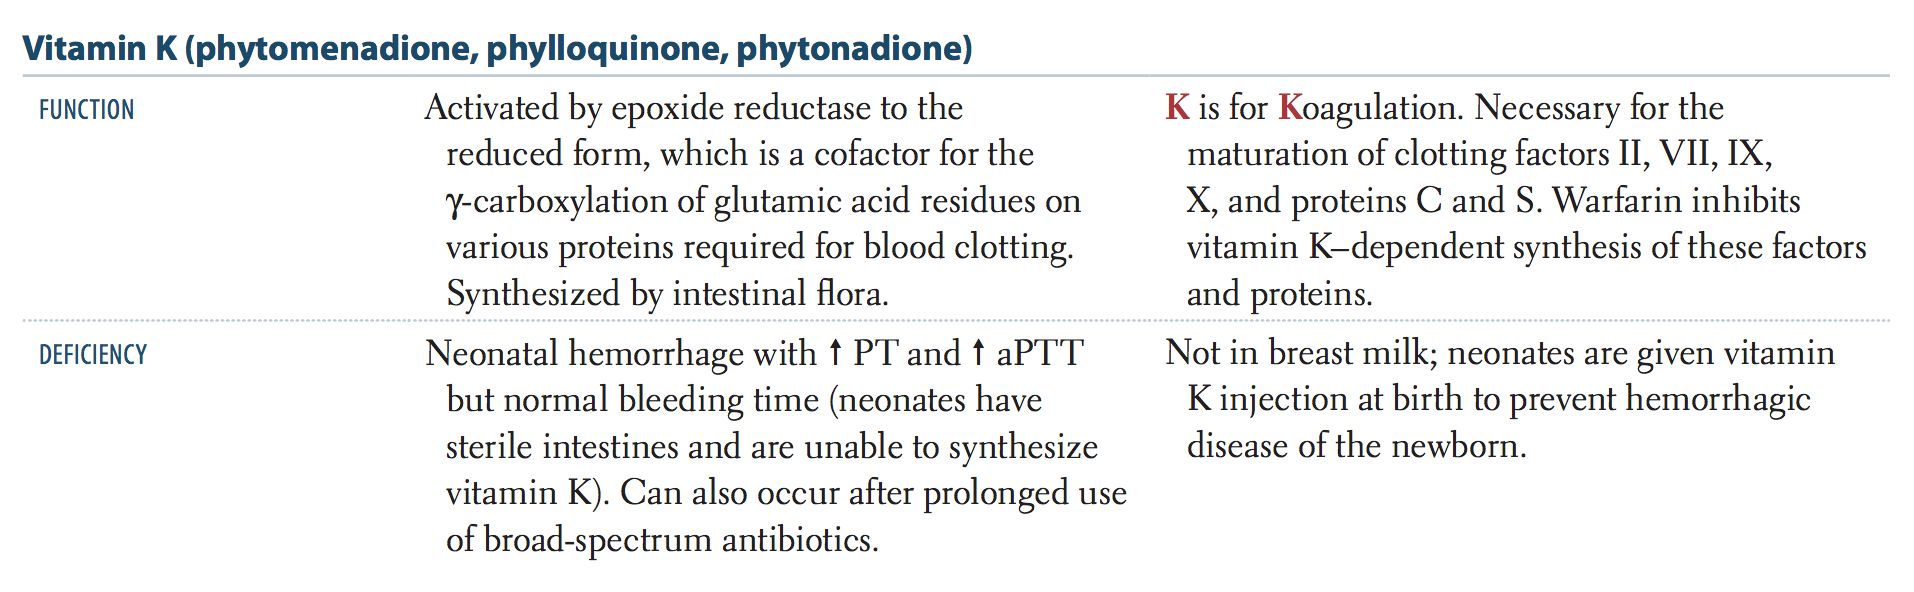 Vitamin K (phytomenadione, phylloquinone, phytonadione)
FUNCTION
Activated by epoxide reductase to the
reduced form, which is a cofactor for the
γ-carboxylation of glutamic acid residues on
various proteins required for blood clotting.
Synthesized by intestinal flora.
K is for Koagulation. Necessary for the
maturation of clotting factors II, VII, IX,
X, and proteins C and S. Warfarin inhibits
vitamin K–dependent synthesis of these factors
and proteins.
DEFICIENCY
Neonatal hemorrhage with ↑ PT and ↑ aPTT
but normal bleeding time (neonates have
sterile intestines and are unable to synthesize
vitamin K). Can also occur after prolonged use
of broad-spectrum antibiotics.
Not in breast milk; neonates are given vitamin
K injection at birth to prevent hemorrhagic
disease of the newborn.